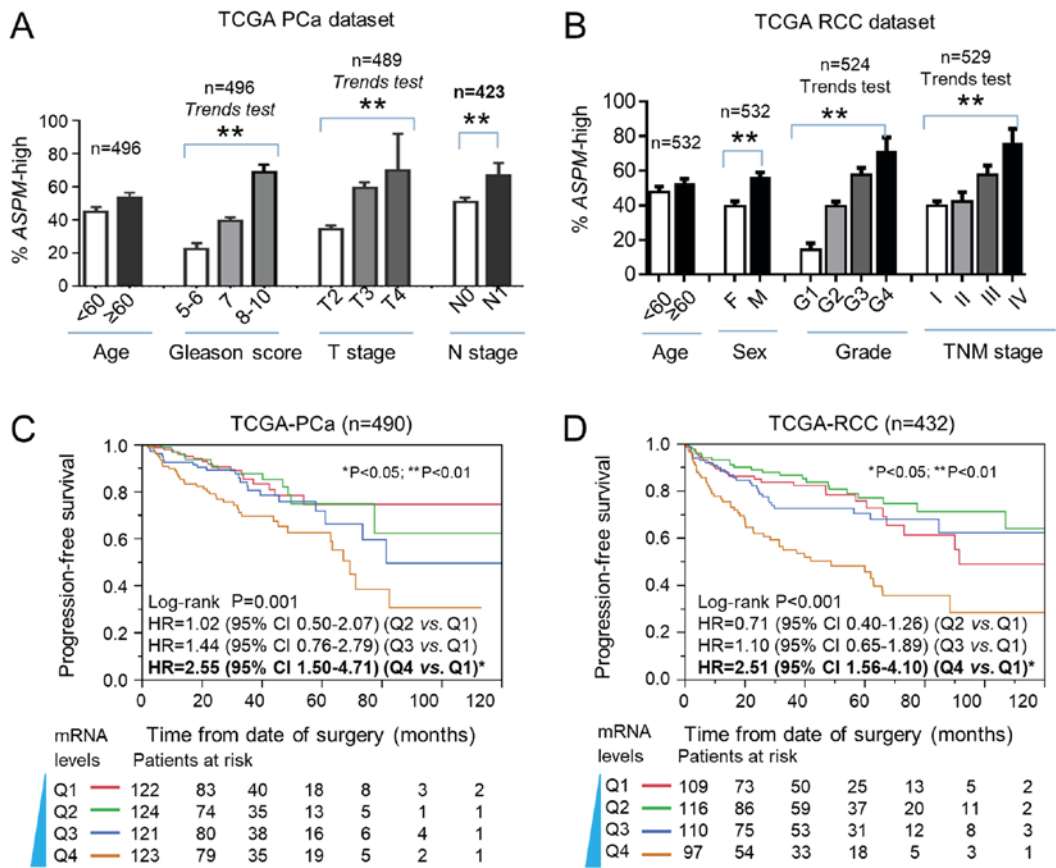 A
TCGA PCa dataset
n=489
Trends test
n=496
Trends test
n=423
**
**
**
n=496
% ASPM-high
100
80
60
40
20
0
<60
≥60
5-6
7
8-10
T2
T3
T4
N0
N1
Age
Gleason score
T stage
N stage
B
TCGA RCC dataset
n=529
Trends test
n=524
Trends test
n=532
**
**
**
n=532
% ASPM-high
100
80
60
40
20
0
<60
≥60
F
M
G1
G2
G3
G4
I
II
III
IV
Age
Sex
Grade
TNM stage
C
TCGA-PCa (n=490)
Progression-free survival
1.0
0.8
0.6
0.4
0.2
0.0
*P<0.05; **P<0.01
Log-rank P=0.001
HR=1.02 (95% CI 0.50-2.07) (Q2 vs. Q1)
HR=1.44 (95% CI 0.76-2.79) (Q3 vs. Q1)
HR=2.55 (95% CI 1.50-4.71) (Q4 vs. Q1)*
0 20 40 60 80 100 120
Time from date of surgery (months)
mRNA levels
Patients at risk
Q1 122 83 40 18 8 3 2
Q2 124 74 35 13 5 1 1
Q3 121 80 38 16 6 4 1
Q4 123 79 35 19 5 2 1
D
TCGA-RCC (n=432)
Progression-free survival
1.0
0.8
0.6
0.4
0.2
0.0
*P<0.05; **P<0.01
Log-rank P<0.001
HR=0.71 (95% CI 0.40-1.26) (Q2 vs. Q1)
HR=1.10 (95% CI 0.65-1.89) (Q3 vs. Q1)
HR=2.51 (95% CI 1.56-4.10) (Q4 vs. Q1)*
0 20 40 60 80 100 120
Time from date of surgery (months)
mRNA levels
Patients at risk
Q1 109 73 50 25 13 5 2
Q2 116 86 59 37 20 11 2
Q3 110 75 53 31 12 8 3
Q4 97 54 33 18 5 3 1